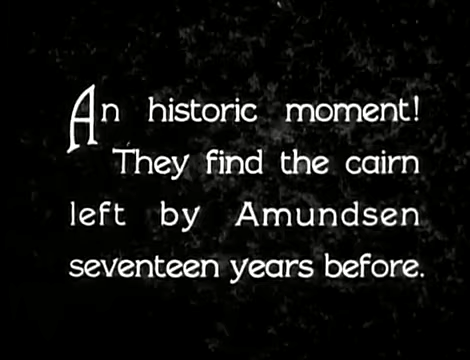 An historic moment!
They find the cairn
left by Amundsen
seventeen years before.